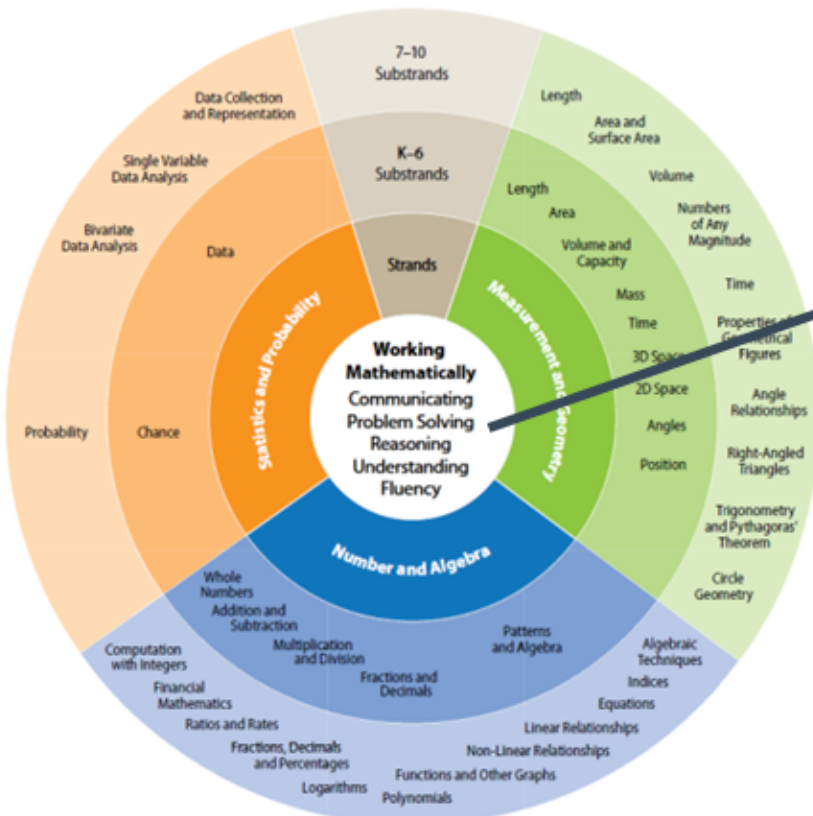 7–10
Substrands
K–6
Substrands
Strands
Data Collection
and Representation
Single Variable
Data Analysis
Bivariate
Data Analysis
Probability
Data
Chance
Statistics and Probability
Length
Area and
Surface Area
Volume
Numbers
of Any
Magnitude
Time
Properties of
Geometrical
Figures
Angle
Relationships
Right-Angled
Triangles
Trigonometry
and Pythagoras'
Theorem
Circle
Geometry
Length
Area
Volume and
Capacity
Mass
Time
3D Space
2D Space
Angles
Position
Measurement and Geometry
Working
Mathematically
Communicating
Problem Solving
Reasoning
Understanding
Fluency
Number and Algebra
Whole
Numbers
Addition and
Subtraction
Multiplication
and Division
Fractions and
Decimals
Patterns
and Algebra
Computation
with Integers
Financial
Mathematics
Ratios and Rates
Fractions, Decimals
and Percentages
Logarithms
Polynomials
Functions and Other Graphs
Non-Linear Relationships
Linear Relationships
Equations
Indices
Algebraic
Techniques